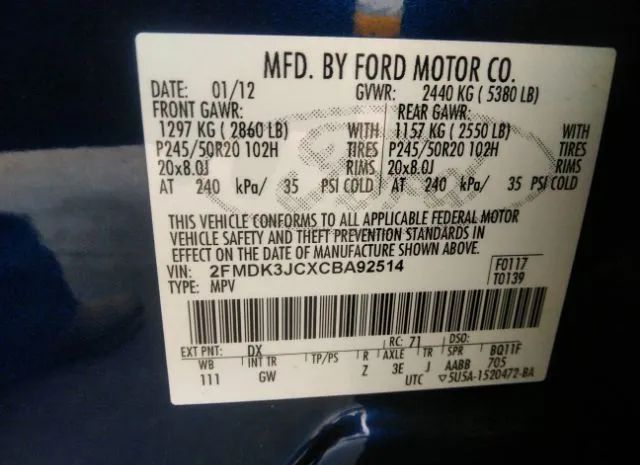 MFD. BY FORD MOTOR CO.
DATE: 01/12 GVWR: 2440 KG ( 5380 LB)
FRONT GAWR: REAR GAWR:
1297 KG ( 2860 LB) WITH 1157 KG ( 2550 LB) WITH
P245/50R20 102H TIRES P245/50R20 102H TIRES
20x8.0J RIMS 20x8.0J RIMS
AT 240 kPa/ 35 PSI COLD AT 240 kPa/ 35 PSI COLD
THIS VEHICLE CONFORMS TO ALL APPLICABLE FEDERAL MOTOR
VEHICLE SAFETY AND THEFT PREVENTION STANDARDS IN
EFFECT ON THE DATE OF MANUFACTURE SHOWN ABOVE.
VIN: 2FMDK3JCXCBA92514 F0117
TYPE: MPV T0139
EXT PNT: DX RC: 71 DSO:
WB INT TR TP/PS R AXLE TR SPR BQ11F
111 GW Z 3E J AABB 705
UTC ▽5U5A-1520472-BA
Ford